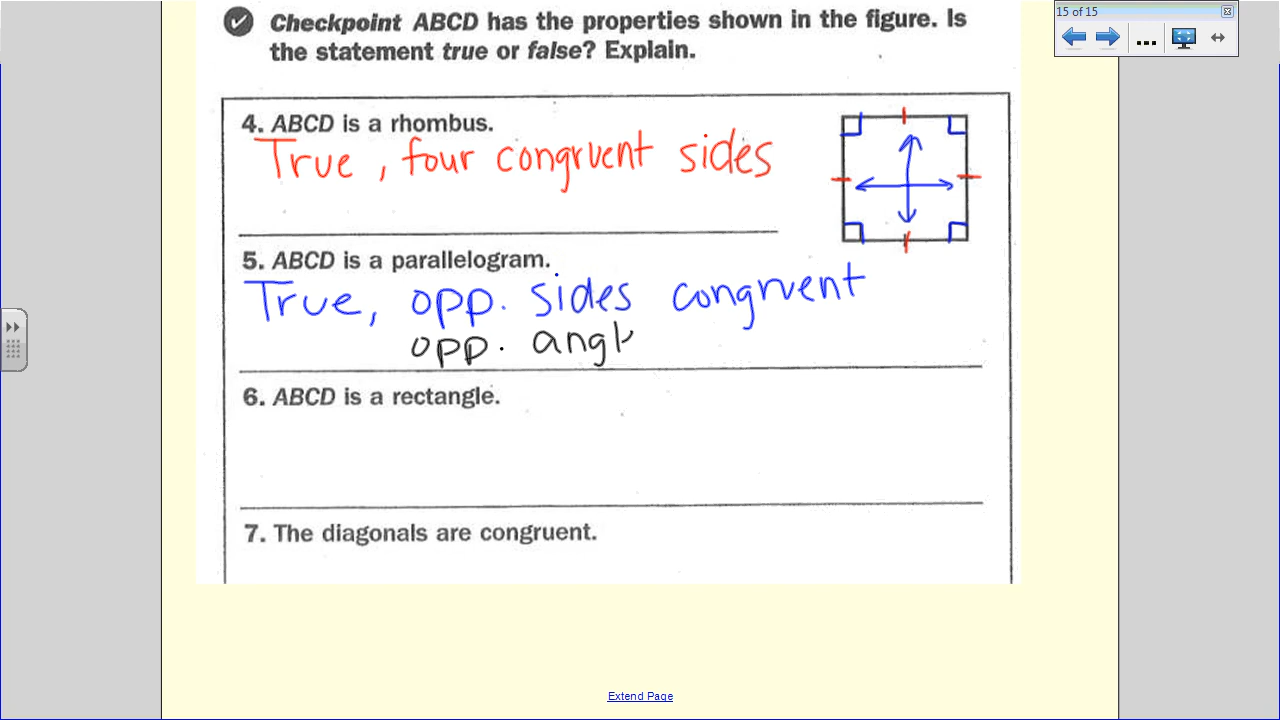 Checkpoint ABCD has the properties shown in the figure. Is
the statement true or false? Explain.
15 of 15
4. ABCD is a rhombus.
True, four congruent sides
5. ABCD is a parallelogram.
True, opp. sides congruent
opp. angl
6. ABCD is a rectangle.
7. The diagonals are congruent.
Extend Page